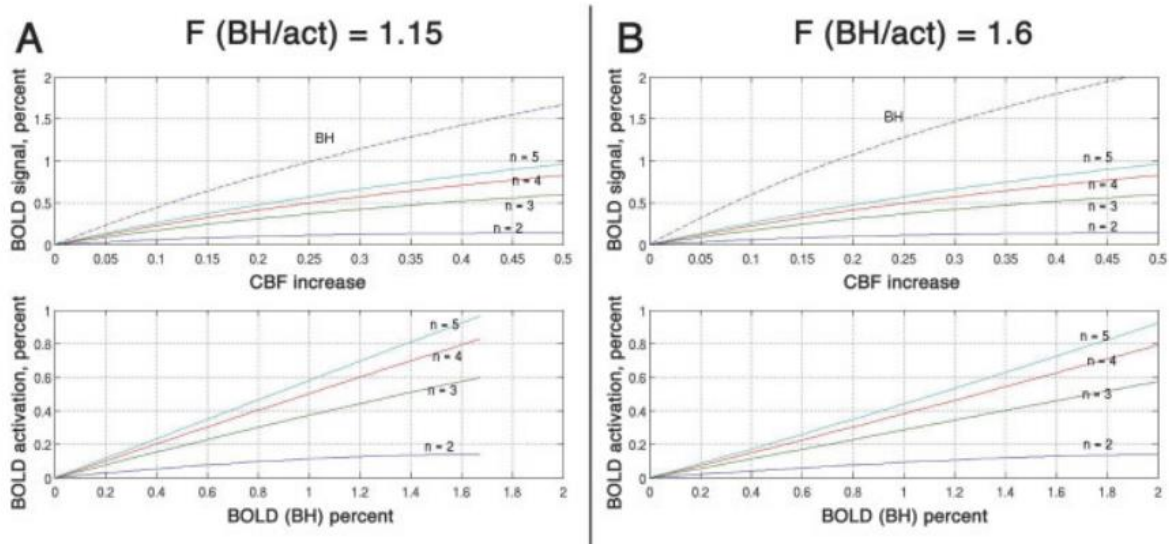 A
F (BH/act) = 1.15
BOLD signal, percent
2
1.5
1
0.5
0
BH
n = 5
n = 4
n = 3
n = 2
0 0.05 0.1 0.15 0.2 0.25 0.3 0.35 0.4 0.45 0.5
CBF increase
BOLD activation, percent
1
0.8
0.6
0.4
0.2
0
n = 5
n = 4
n = 3
n = 2
0 0.2 0.4 0.6 0.8 1 1.2 1.4 1.6 1.8 2
BOLD (BH) percent
B
F (BH/act) = 1.6
BOLD signal, percent
2
1.5
1
0.5
0
BH
n = 5
n = 4
n = 3
n = 2
0 0.05 0.1 0.15 0.2 0.25 0.3 0.35 0.4 0.45 0.5
CBF increase
BOLD activation, percent
1
0.8
0.6
0.4
0.2
0
n = 5
n = 4
n = 3
n = 2
0 0.2 0.4 0.6 0.8 1 1.2 1.4 1.6 1.8 2
BOLD (BH) percent